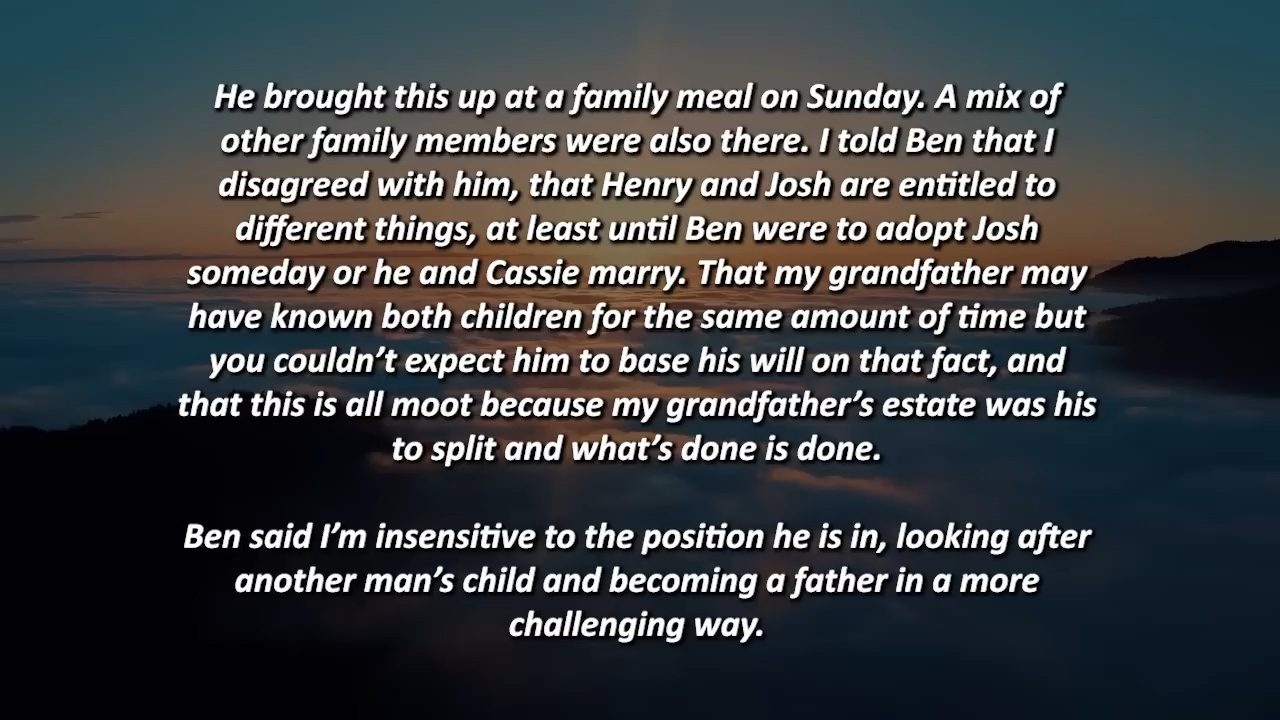 He brought this up at a family meal on Sunday. A mix of
other family members were also there. I told Ben that I
disagreed with him, that Henry and Josh are entitled to
different things, at least until Ben were to adopt Josh
someday or he and Cassie marry. That my grandfather may
have known both children for the same amount of time but
you couldn’t expect him to base his will on that fact, and
that this is all moot because my grandfather’s estate was his
to split and what’s done is done.
Ben said I’m insensitive to the position he is in, looking after
another man’s child and becoming a father in a more
challenging way.